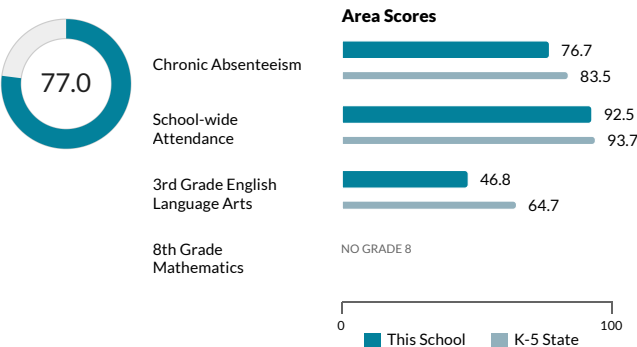 Area Scores
77.0
Chronic Absenteeism
76.7
83.5
School-wide
Attendance
92.5
93.7
3rd Grade English
Language Arts
46.8
64.7
8th Grade
Mathematics
NO GRADE 8
0
100
This School
K-5 State